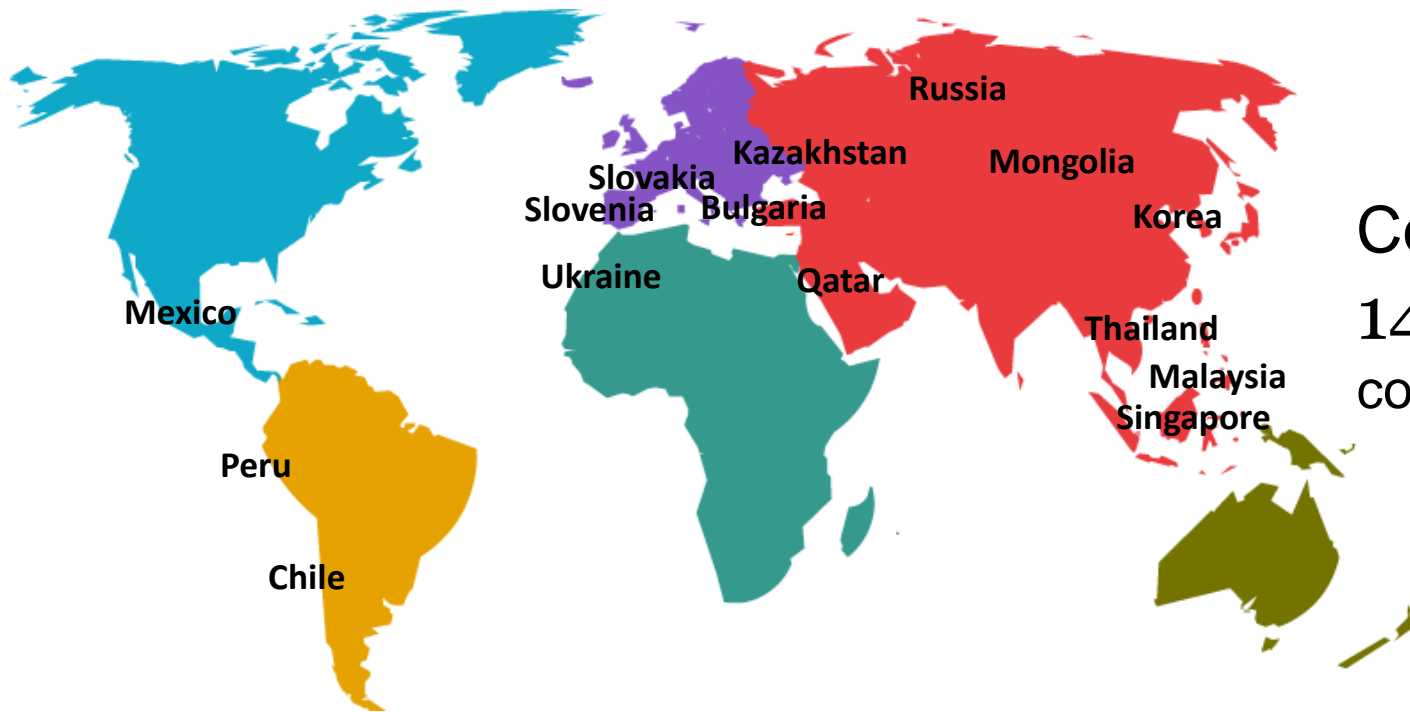 Russia
Kazakhstan
Mongolia
Slovakia
Slovenia
Bulgaria
Korea
Ukraine
Qatar
Mexico
Thailand
Malaysia
Singapore
Peru
Chile